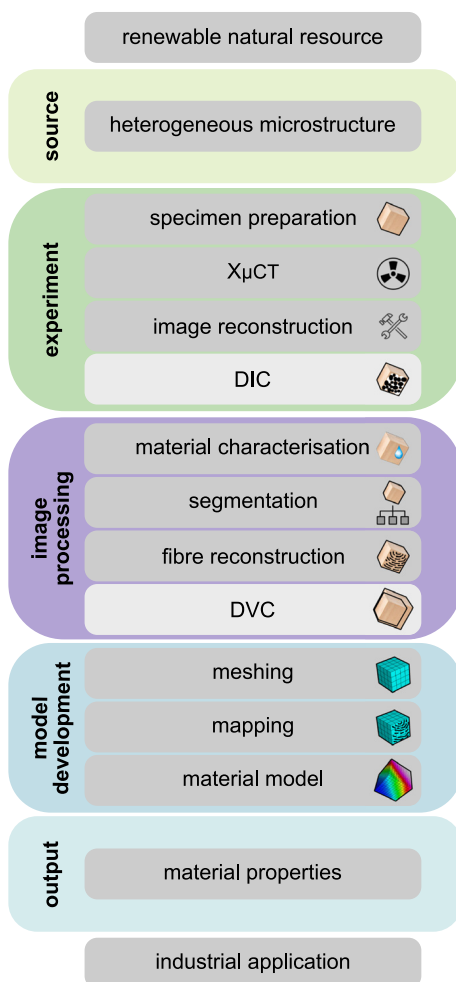 renewable natural resource
source
heterogeneous microstructure
experiment
specimen preparation
XμCT
image reconstruction
DIC
image
processing
material characterisation
segmentation
fibre reconstruction
DVC
model
development
meshing
mapping
material model
output
material properties
industrial application